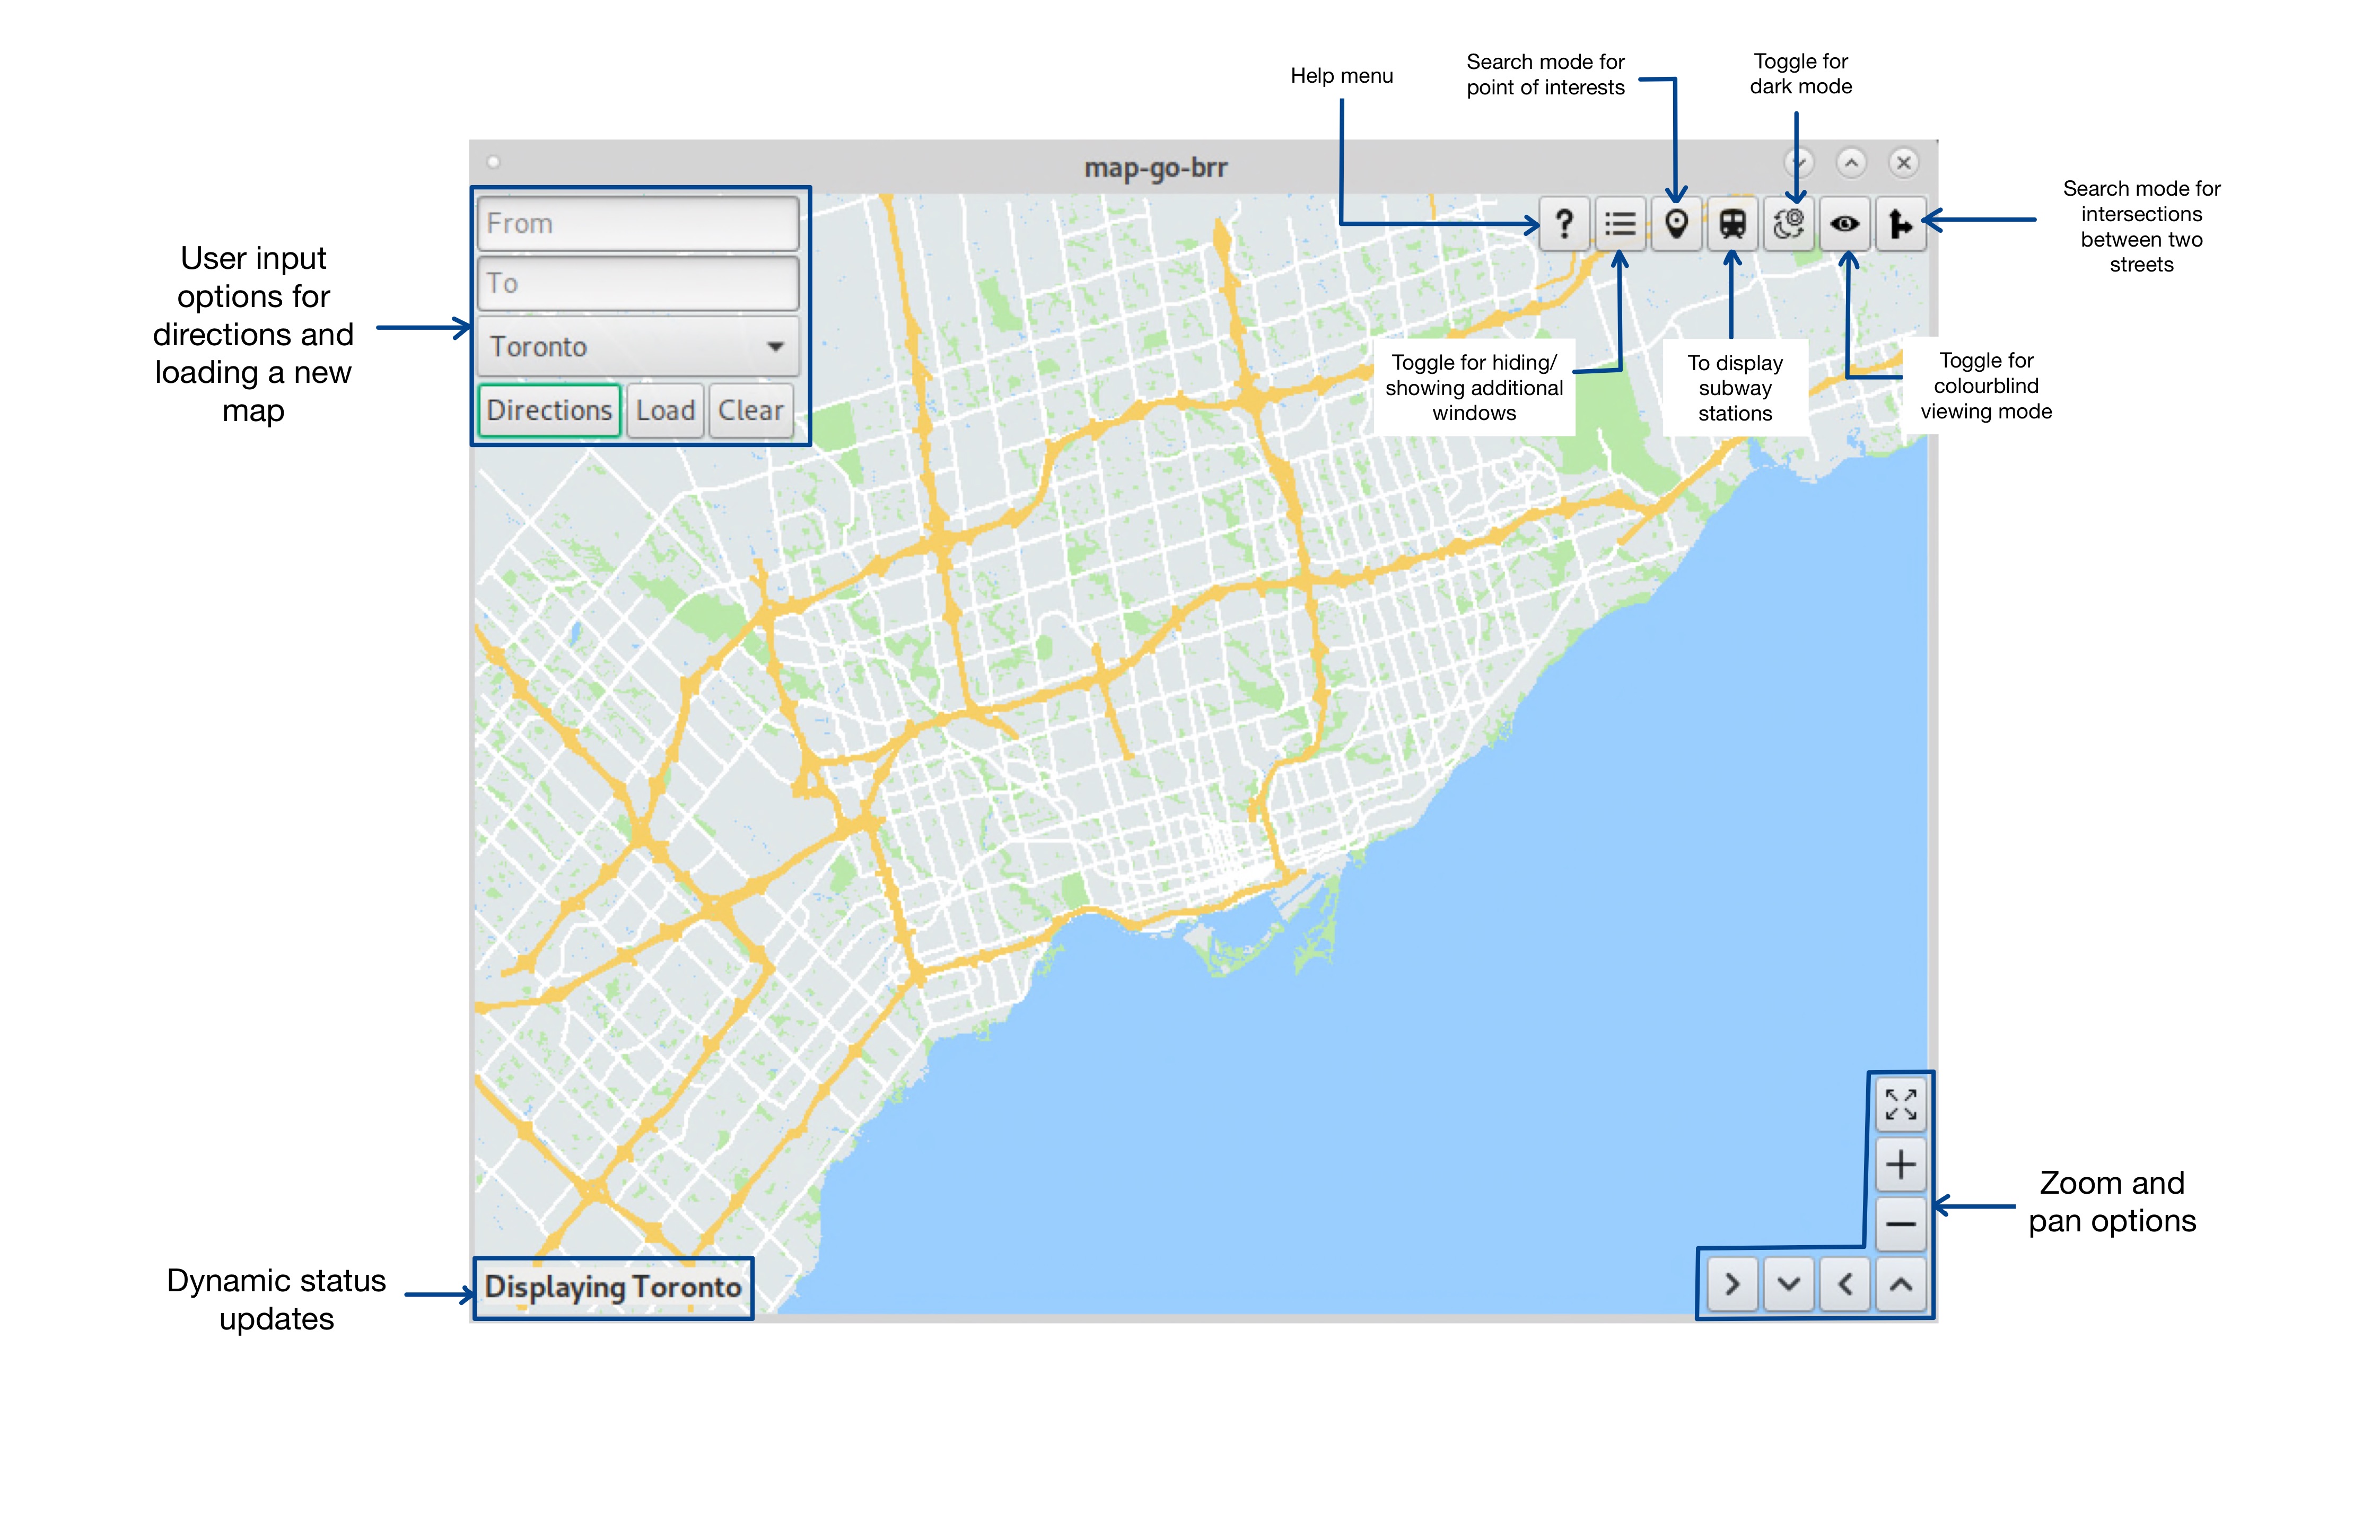 Help menu
Search mode for
point of interests
Toggle for
dark mode
map-go-brr
Search mode for
intersections
between two
streets
User input
options for
directions and
loading a new
map
From
To
Toronto
Directions
Load
Clear
?
Toggle for hiding/
showing additional
windows
To display
subway
stations
Toggle for
colourblind
viewing mode
Zoom and
pan options
Dynamic status
updates
Displaying Toronto